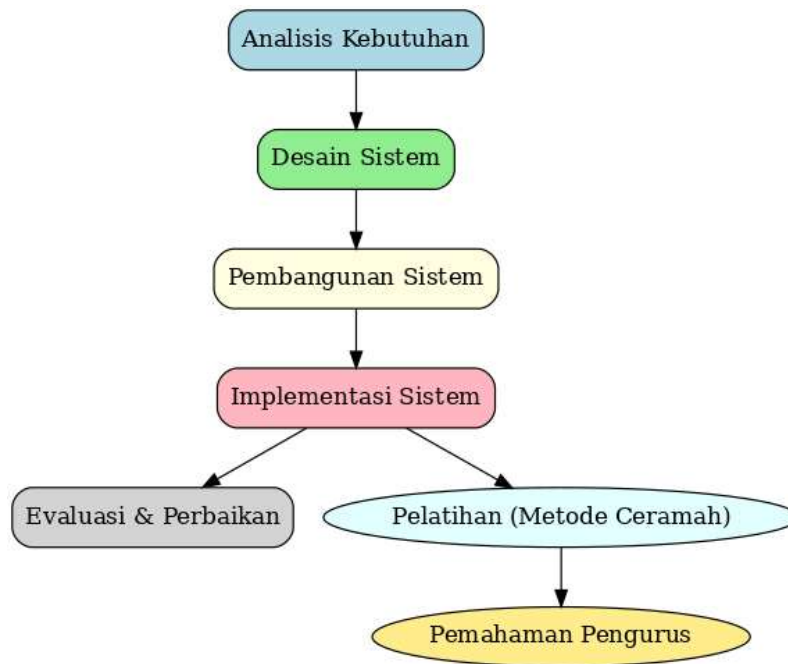 Analisis Kebutuhan
Desain Sistem
Pembangunan Sistem
Implementasi Sistem
Evaluasi & Perbaikan
Pelatihan (Metode Ceramah)
Pemahaman Pengurus